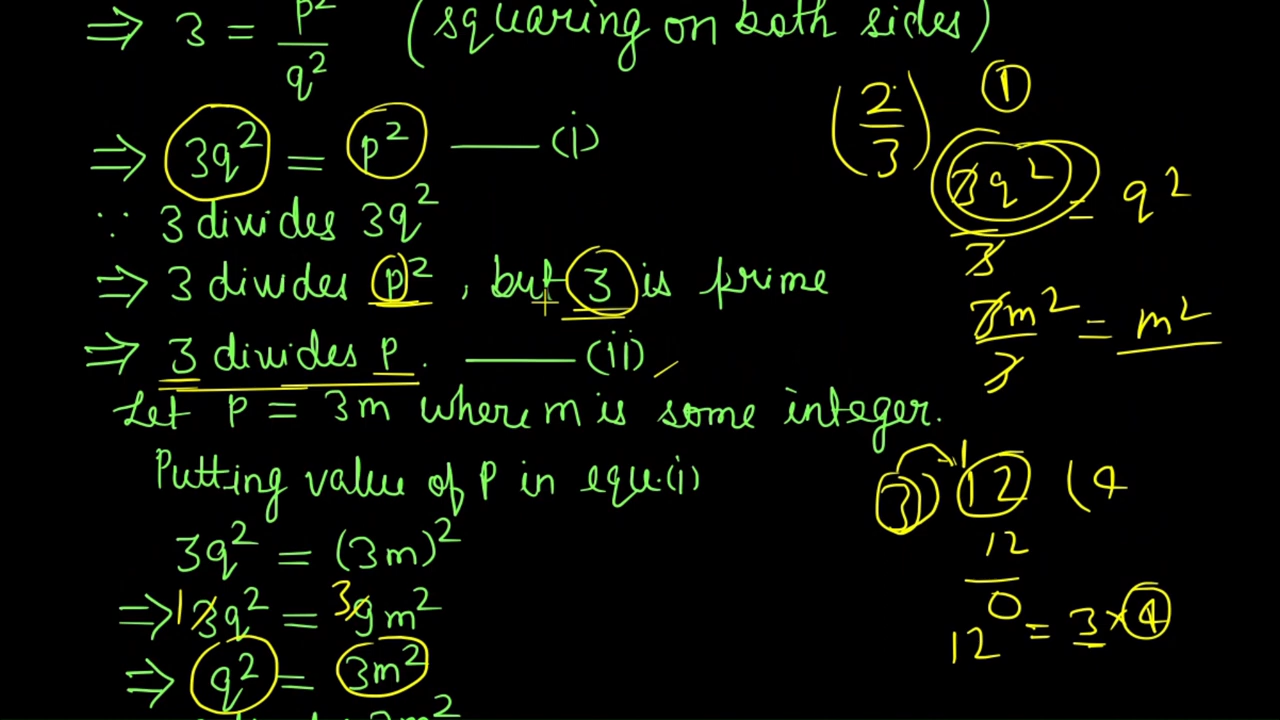 ⇒ 3 = p²/q² (squaring on both sides)
⇒ 3q² = p² —— (i)
∵ 3 divides 3q²
⇒ 3 divides p², but 3 is prime
⇒ 3 divides p. —— (ii)
Let p = 3m where m is some integer.
Putting value of p in equ.(i)
3q² = (3m)²
⇒ 1 3q² = 3 9m²
⇒ q² = 3m²
(2/3) 1
3q²/3 = q²
3m²/3 = m²
3) 12 (4
12
0
12 = 3×4